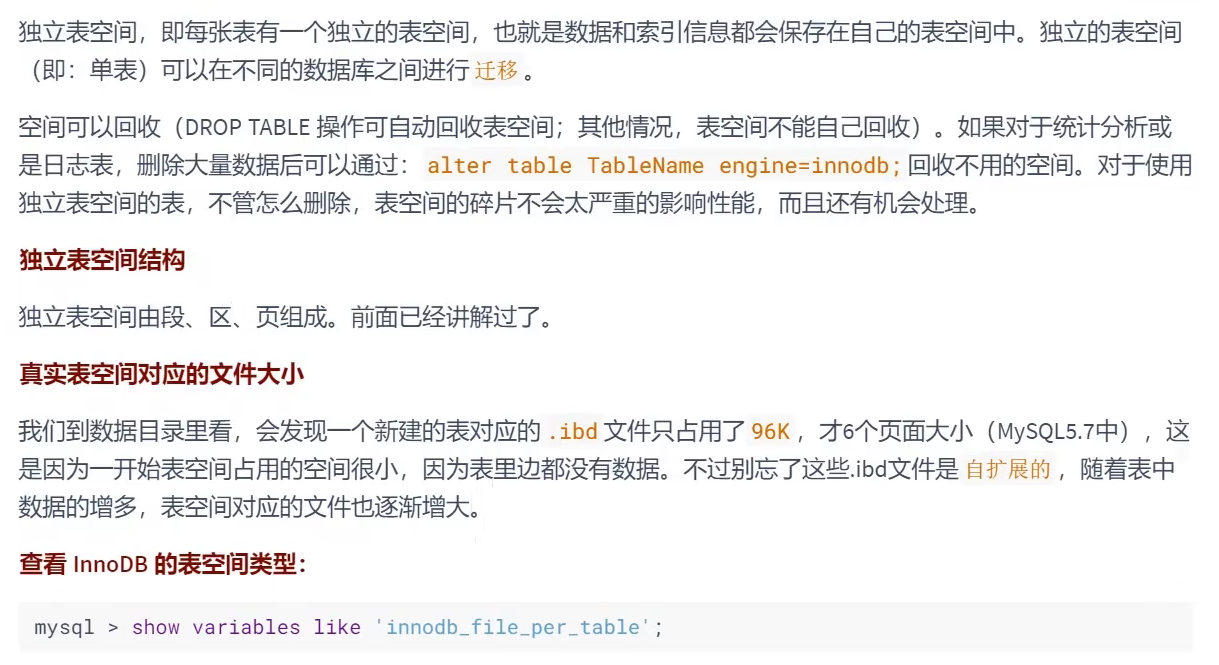 独立表空间，即每张表有一个独立的表空间，也就是数据和索引信息都会保存在自己的表空间中。独立的表空间
（即：单表）可以在不同的数据库之间进行 迁移 。
空间可以回收（DROP TABLE 操作可自动回收表空间；其他情况，表空间不能自己回收）。如果对于统计分析或
是日志表，删除大量数据后可以通过： alter table TableName engine=innodb; 回收不用的空间。对于使用
独立表空间的表，不管怎么删除，表空间的碎片不会太严重的影响性能，而且还有机会处理。
独立表空间结构
独立表空间由段、区、页组成。前面已经讲解过了。
真实表空间对应的文件大小
我们到数据目录里看，会发现一个新建的表对应的 .ibd 文件只占用了 96K ，才6个页面大小（MySQL5.7中），这
是因为一开始表空间占用的空间很小，因为表里边都没有数据。不过别忘了这些.ibd文件是 自扩展的 ，随着表中
数据的增多，表空间对应的文件也逐渐增大。
查看 InnoDB 的表空间类型：
mysql > show variables like 'innodb_file_per_table';